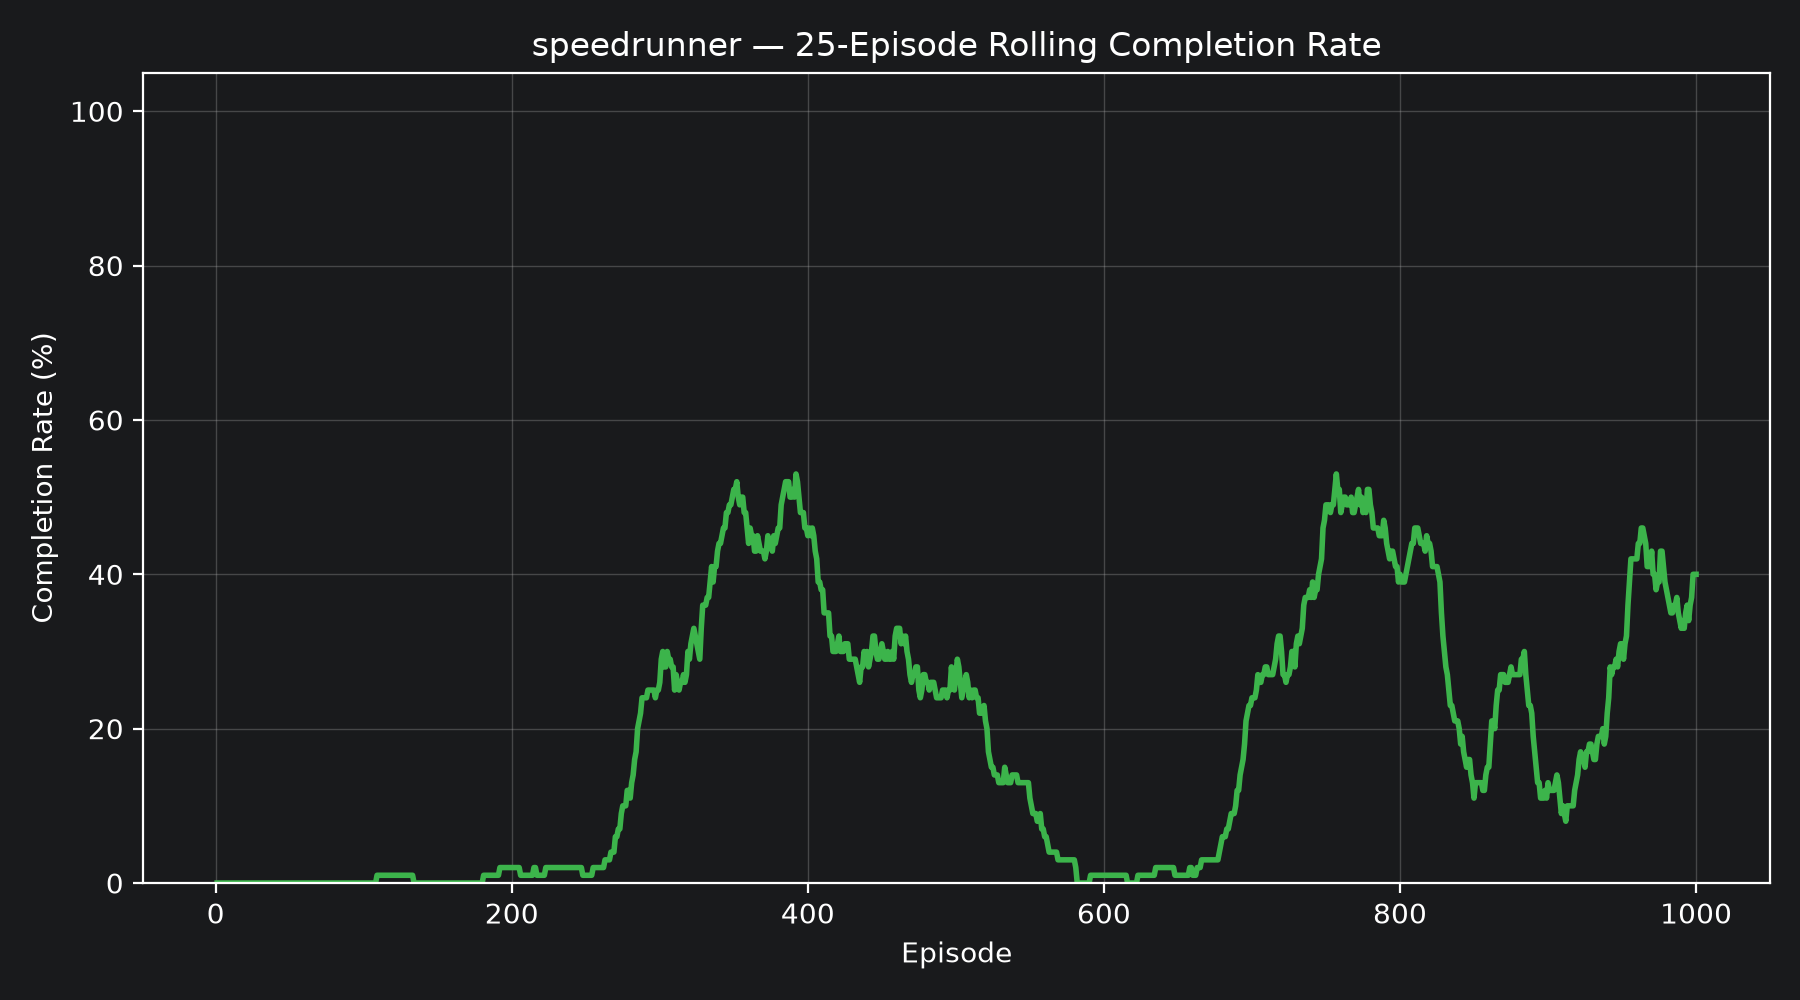 speedrunner — 25-Episode Rolling Completion Rate
Completion Rate (%)
100
80
60
40
20
0
0 200 400 600 800 1000
Episode